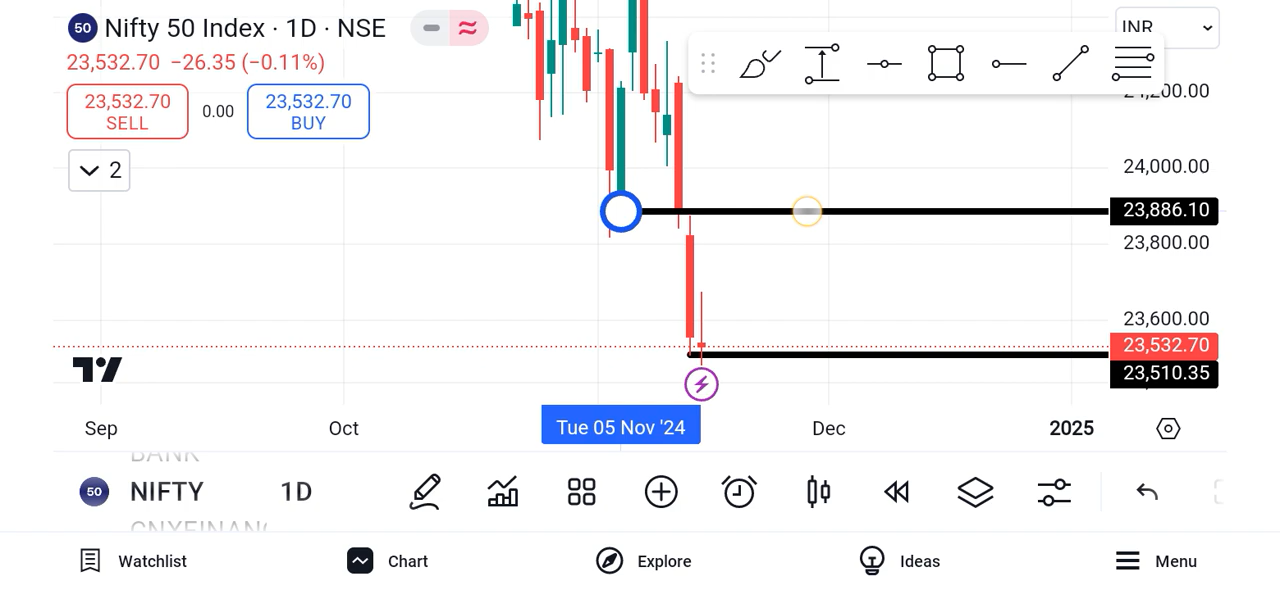 50 Nifty 50 Index · 1D · NSE
INR
23,532.70 −26.35 (−0.11%)
23,532.70
SELL
0.00
23,532.70
BUY
2
24,200.00
24,000.00
23,886.10
23,800.00
23,600.00
23,532.70
23,510.35
Sep
Oct
Tue 05 Nov '24
Dec
2025
BANK
50 NIFTY 1D
CNXFINAN
Watchlist
Chart
Explore
Ideas
Menu